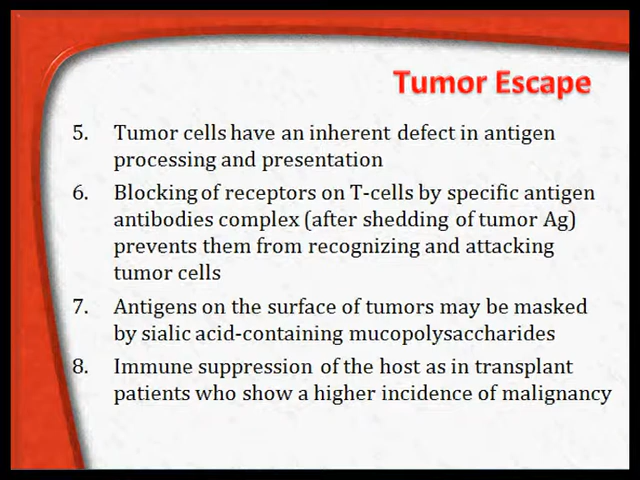 Tumor Escape
5. Tumor cells have an inherent defect in antigen
processing and presentation
6. Blocking of receptors on T-cells by specific antigen
antibodies complex (after shedding of tumor Ag)
prevents them from recognizing and attacking
tumor cells
7. Antigens on the surface of tumors may be masked
by sialic acid-containing mucopolysaccharides
8. Immune suppression of the host as in transplant
patients who show a higher incidence of malignancy